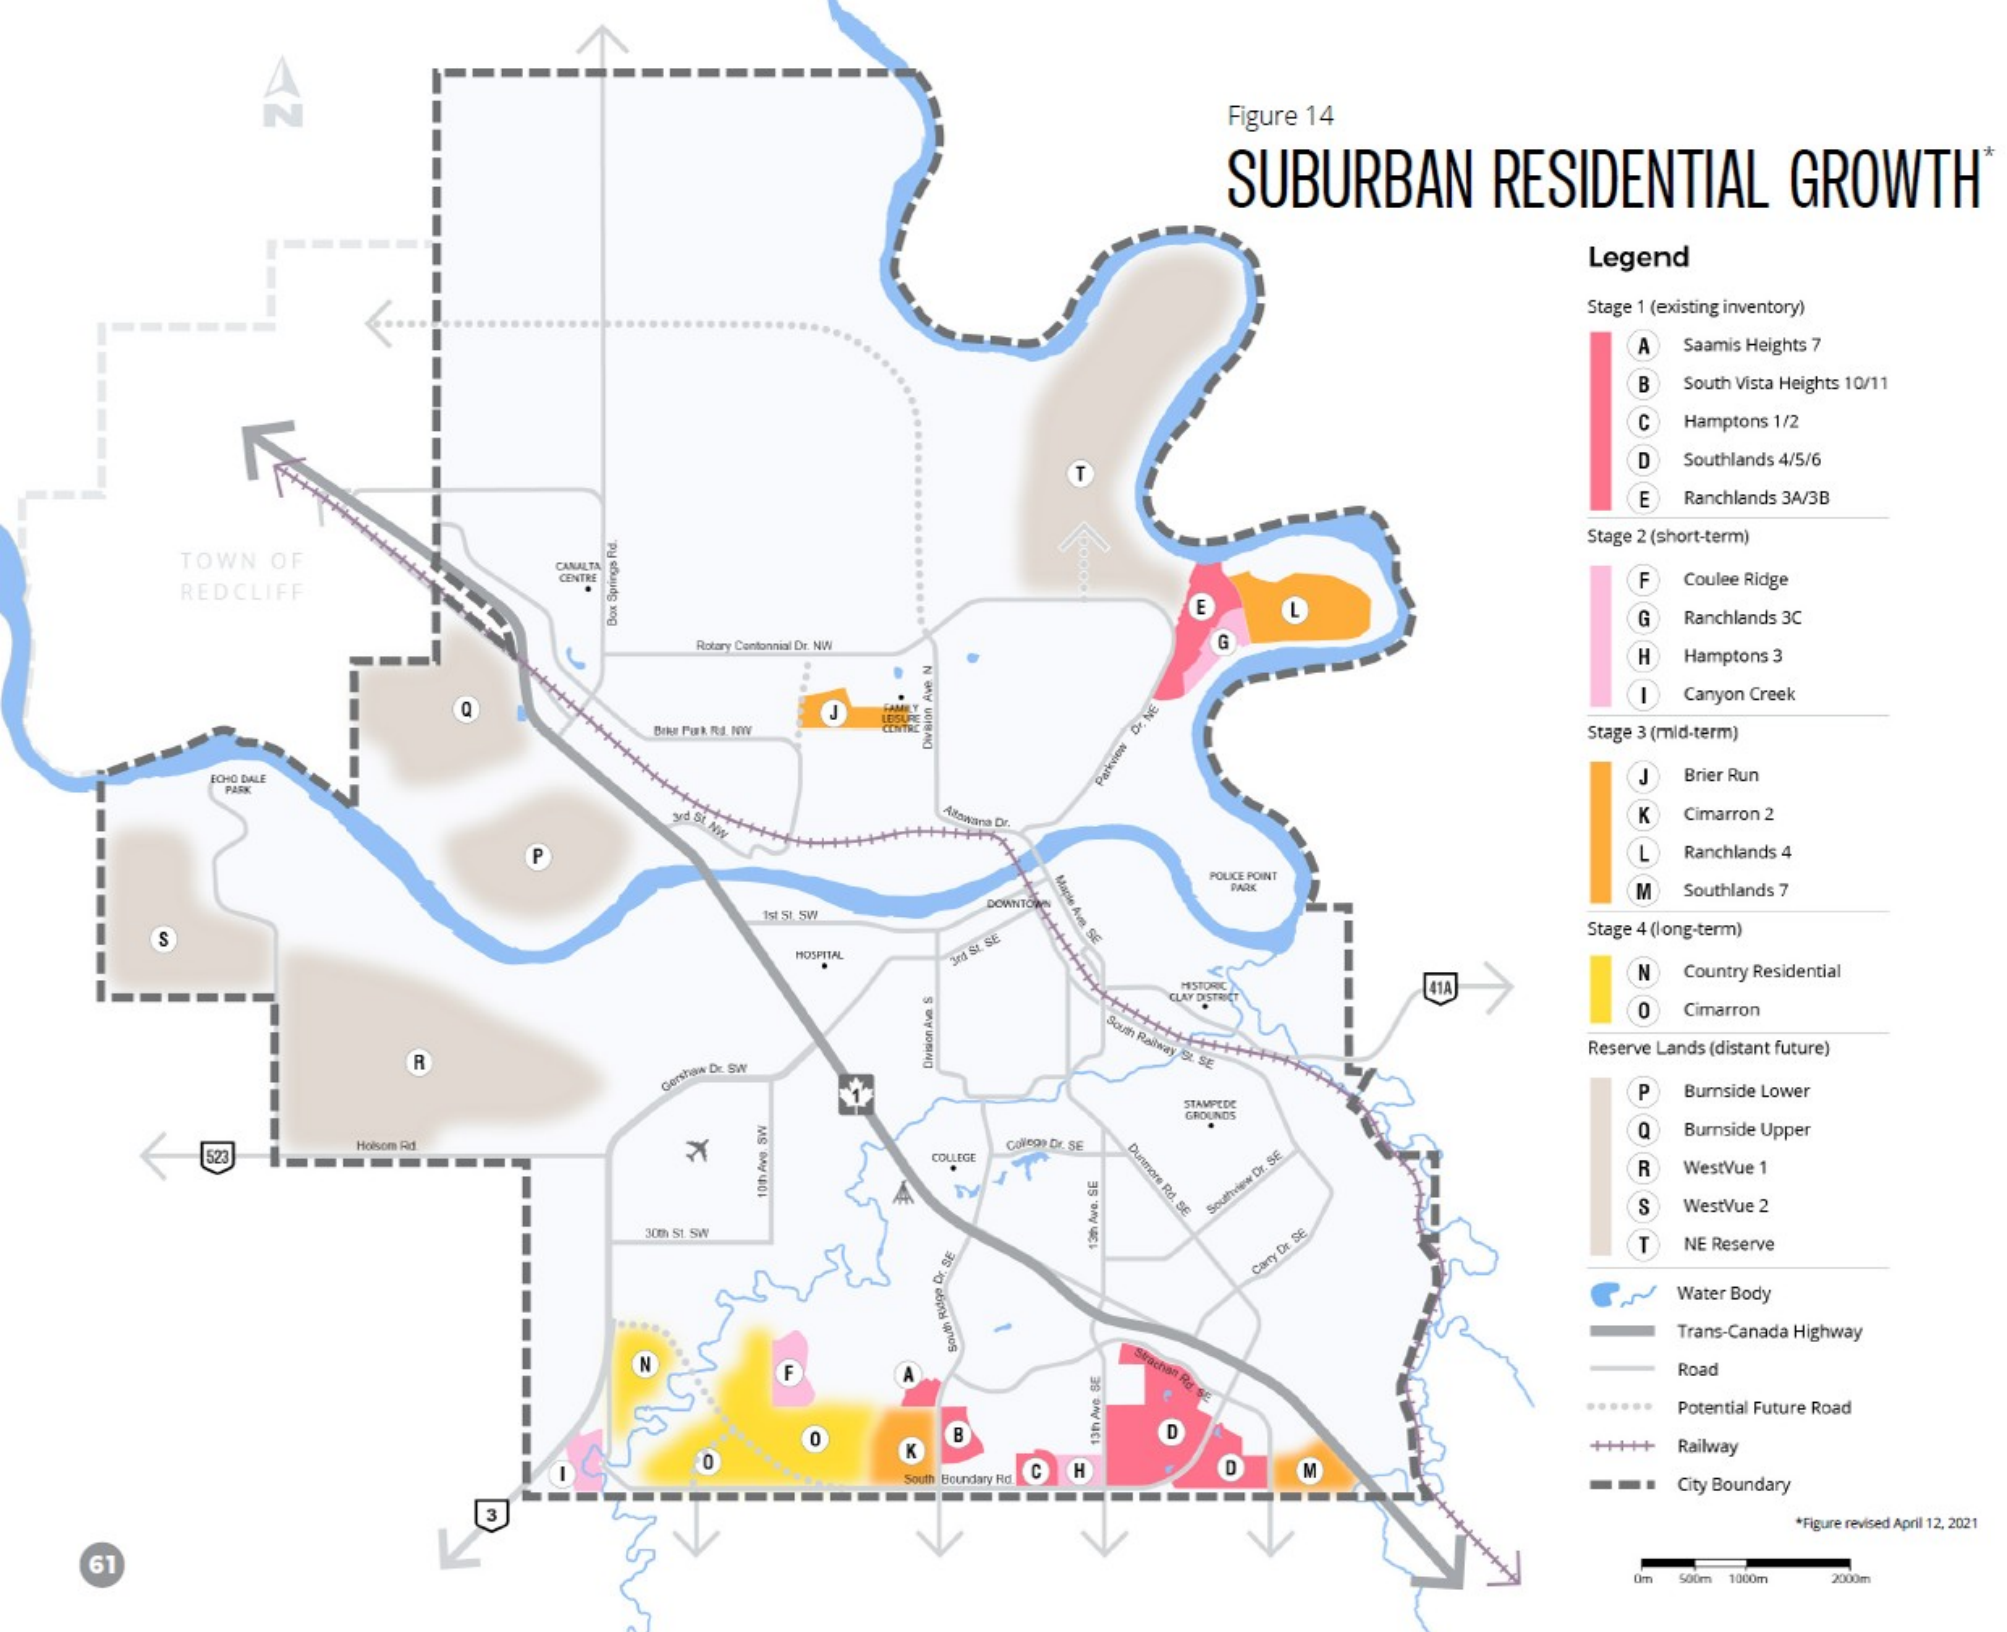 Figure 14
SUBURBAN RESIDENTIAL GROWTH*
N
TOWN OF
REDCLIFF
CANALTA
CENTRE
Box Springs Rd.
Rotary Centennial Dr. NW
Division Ave. N
FAMILY
LEISURE
CENTRE
Brier Park Rd. NW
Parkview Dr. NE
3rd St. NW
Altawana Dr.
ECHO DALE
PARK
POLICE POINT
PARK
DOWNTOWN
Maple Ave. SE
1st St. SW
3rd St. SE
HOSPITAL
HISTORIC
CLAY DISTRICT
41A
Division Ave. S
South Railway St. SE
Gershaw Dr. SW
1
STAMPEDE
GROUNDS
523
Holsom Rd.
10th Ave. SW
COLLEGE
College Dr. SE
Dunmore Rd. SE
Southview Dr. SE
13th Ave. SE
30th St. SW
Carry Dr. SE
South Ridge Dr. SE
Strachan Rd. SE
13th Ave. SE
South Boundary Rd.
3
T
E
L
G
Q
J
P
S
R
N
F
A
O
O
K
B
D
I
C
H
D
M
61
Legend
Stage 1 (existing inventory)
A Saamis Heights 7
B South Vista Heights 10/11
C Hamptons 1/2
D Southlands 4/5/6
E Ranchlands 3A/3B
Stage 2 (short-term)
F Coulee Ridge
G Ranchlands 3C
H Hamptons 3
I Canyon Creek
Stage 3 (mid-term)
J Brier Run
K Cimarron 2
L Ranchlands 4
M Southlands 7
Stage 4 (long-term)
N Country Residential
O Cimarron
Reserve Lands (distant future)
P Burnside Lower
Q Burnside Upper
R WestVue 1
S WestVue 2
T NE Reserve
Water Body
Trans-Canada Highway
Road
Potential Future Road
Railway
City Boundary
*Figure revised April 12, 2021
0m 500m 1000m 2000m